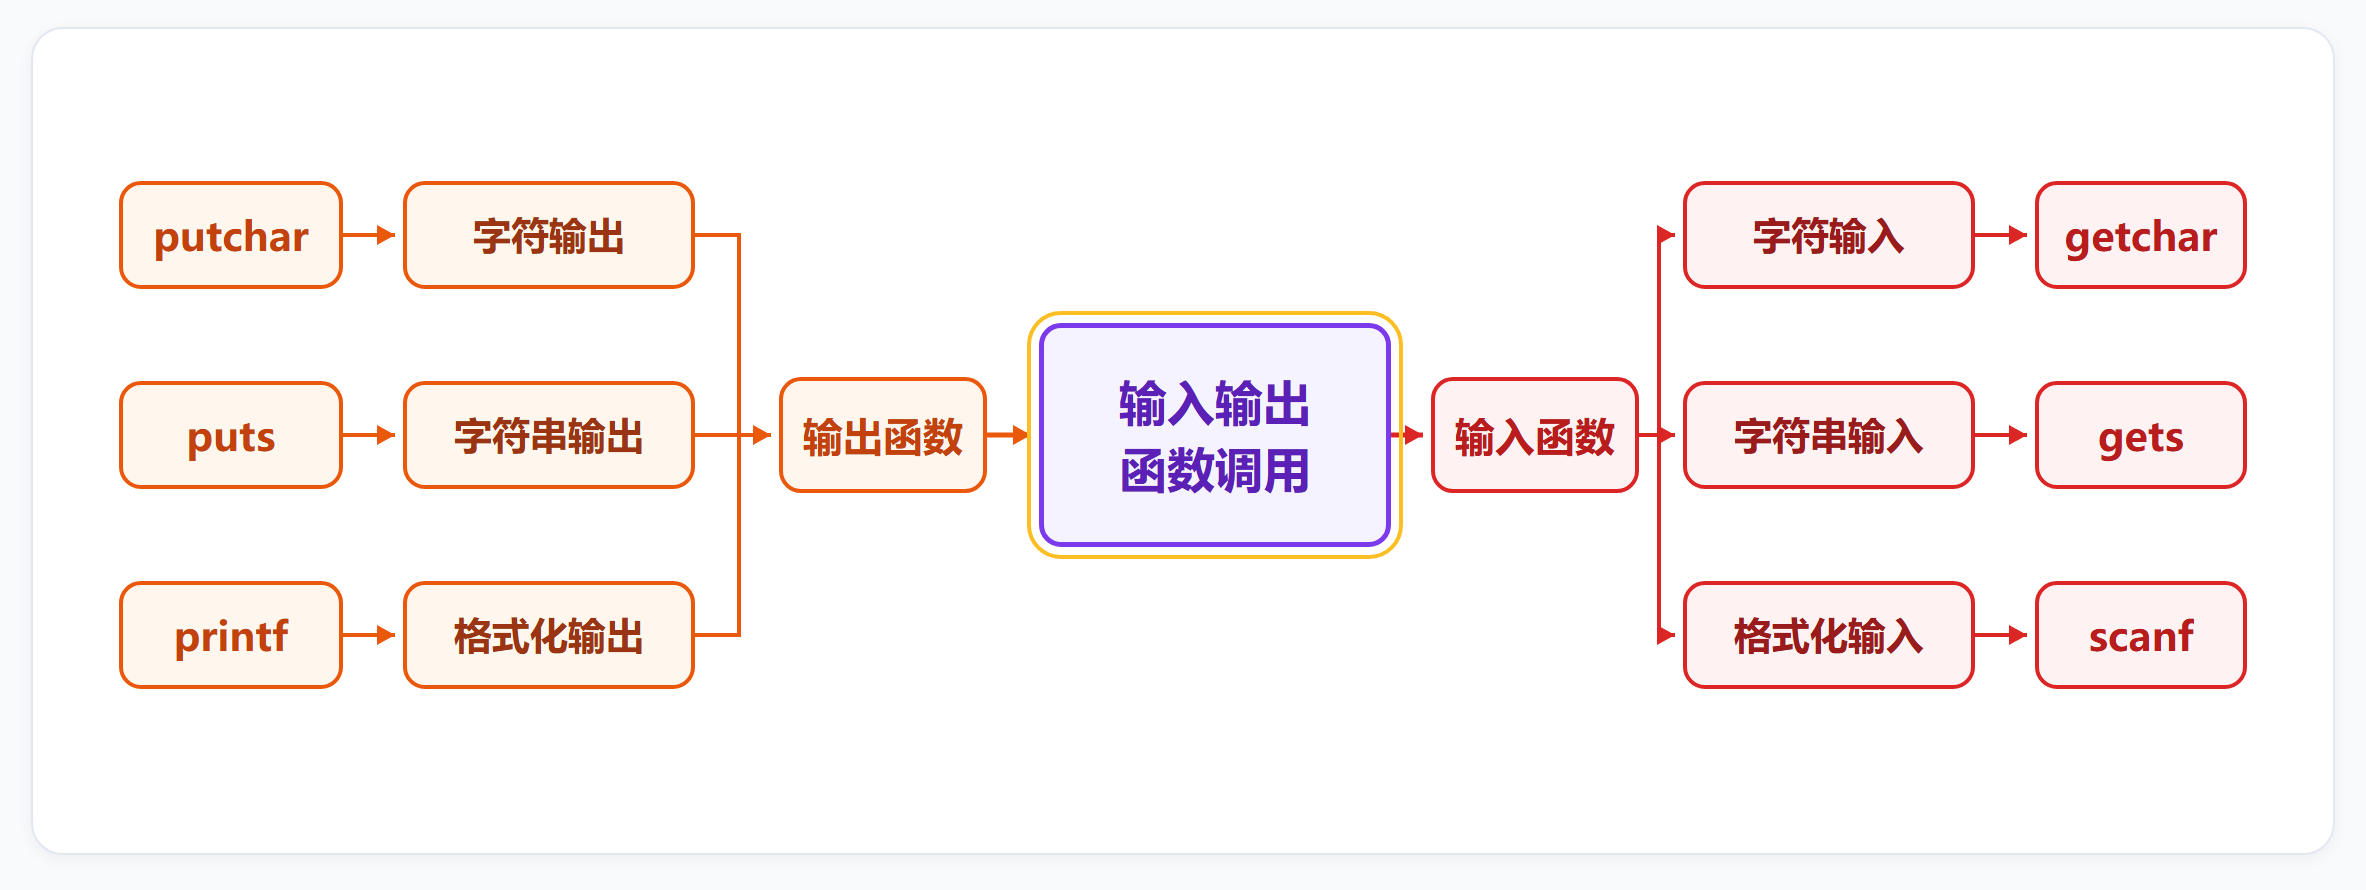 putchar
字符输出
puts
字符串输出
printf
格式化输出
输出函数
输入输出
函数调用
输入函数
字符输入
getchar
字符串输入
gets
格式化输入
scanf